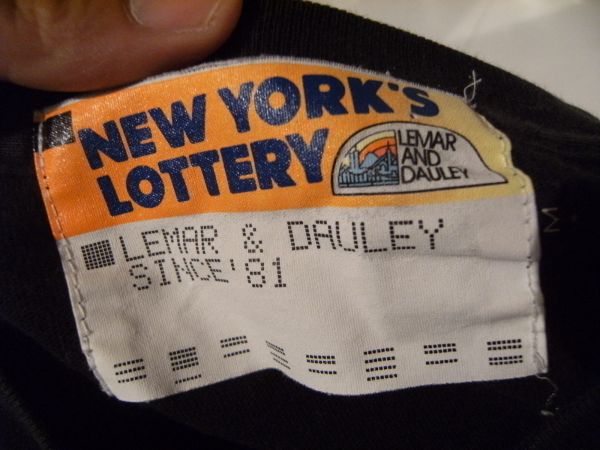 NEW YORK'S
LOTTERY
LEMAR
AND
DAULEY
LEMAR & DAULEY
SINCE'81
M